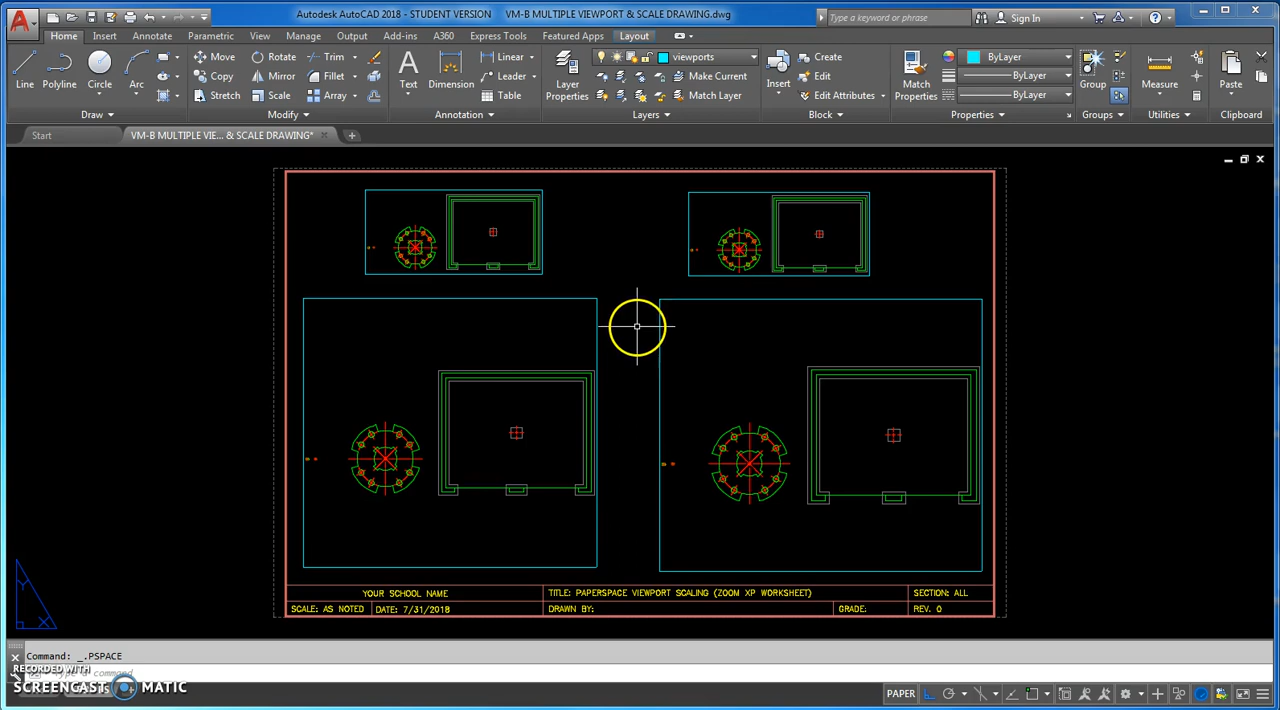 Autodesk AutoCAD 2018 - STUDENT VERSION VM-B MULTIPLE VIEWPORT & SCALE DRAWING.dwg
Type a keyword or phrase
Sign In
Home Insert Annotate Parametric View Manage Output Add-ins A360 Express Tools Featured Apps Layout
Line Polyline Circle Arc
Move Rotate Trim
Copy Mirror Fillet
Stretch Scale Array
Text Dimension
Linear
Leader
Table
Layer Properties
viewports
Make Current
Match Layer
Insert
Create
Edit
Edit Attributes
Match Properties
ByLayer
ByLayer
ByLayer
Group
Measure
Paste
Draw Modify Annotation Layers Block Properties Groups Utilities Clipboard
Start VM-B MULTIPLE VIE... & SCALE DRAWING*
YOUR SCHOOL NAME TITLE: PAPERSPACE VIEWPORT SCALING (ZOOM XP WORKSHEET) SECTION: ALL
SCALE: AS NOTED DATE: 7/31/2018 DRAWN BY: GRADE: REV. 0
Y
X
Command: _.PSPACE
Type a command
RECORDED WITH
SCREENCAST MATIC
PAPER